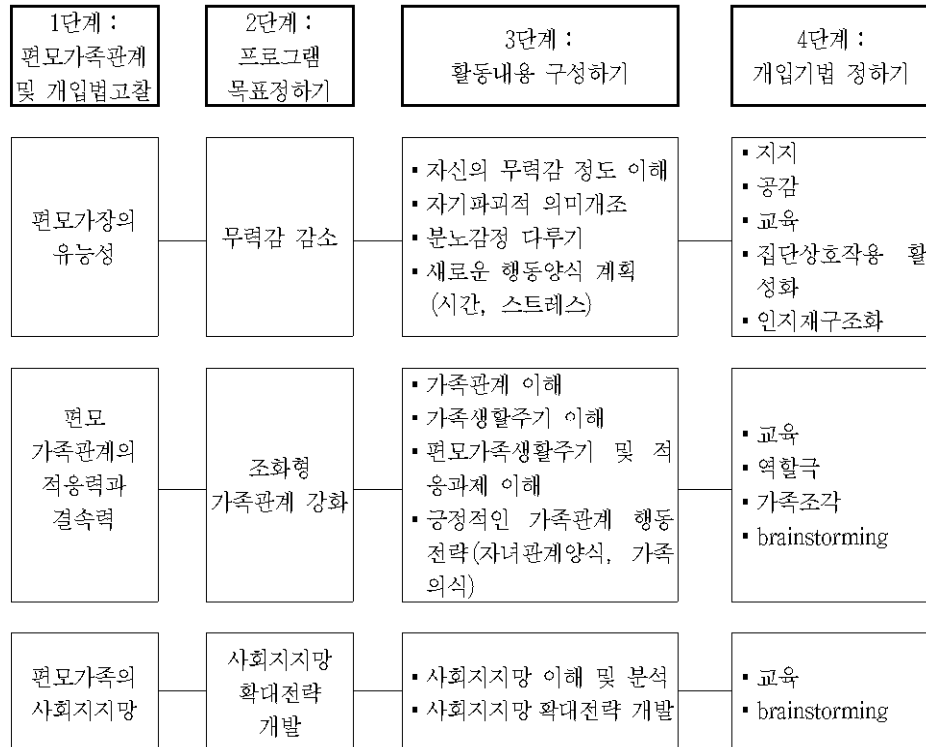 1단계 :
편모가족관계
및 개입법고찰
2단계 :
프로그램
목표정하기
3단계 :
활동내용 구성하기
4단계 :
개입기법 정하기
편모가장의
유능성
무력감 감소
▪ 자신의 무력감 정도 이해
▪ 자기파괴적 의미개조
▪ 분노감정 다루기
▪ 새로운 행동양식 계획
(시간, 스트레스)
▪ 지지
▪ 공감
▪ 교육
▪ 집단상호작용 활
성화
▪ 인지재구조화
편모
가족관계의
적응력과
결속력
조화형
가족관계 강화
▪ 가족관계 이해
▪ 가족생활주기 이해
▪ 편모가족생활주기 및 적
응과제 이해
▪ 긍정적인 가족관계 행동
전략(자녀관계양식, 가족
의식)
▪ 교육
▪ 역할극
▪ 가족조각
▪ brainstorming
편모가족의
사회지지망
사회지지망
확대전략
개발
▪ 사회지지망 이해 및 분석
▪ 사회지지망 확대전략 개발
▪ 교육
▪ brainstorming